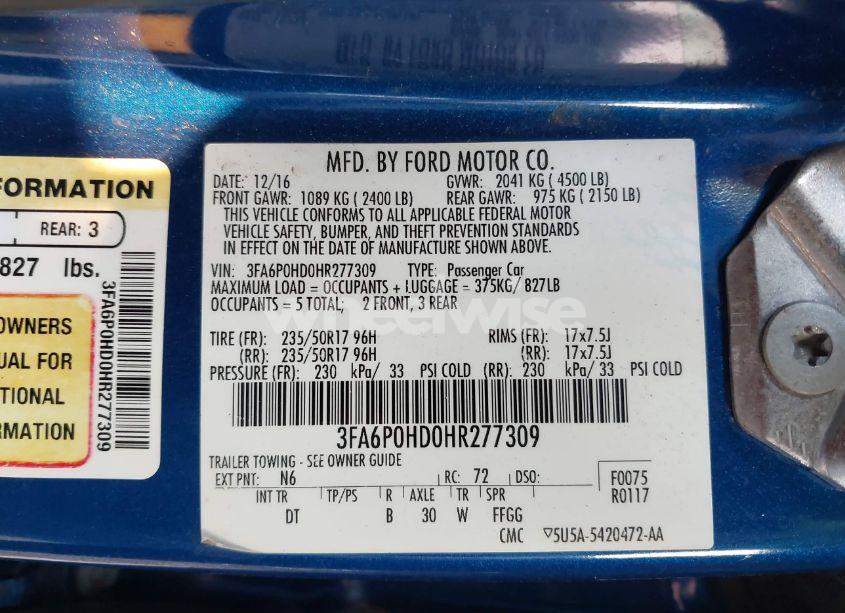 FORMATION
REAR: 3
827 lbs.
OWNERS
UAL FOR
TIONAL
RMATION
3FA6P0HD0HR277309
MFD. BY FORD MOTOR CO.
DATE: 12/16 GVWR: 2041 KG ( 4500 LB)
FRONT GAWR: 1089 KG ( 2400 LB) REAR GAWR: 975 KG ( 2150 LB)
THIS VEHICLE CONFORMS TO ALL APPLICABLE FEDERAL MOTOR
VEHICLE SAFETY, BUMPER, AND THEFT PREVENTION STANDARDS
IN EFFECT ON THE DATE OF MANUFACTURE SHOWN ABOVE.
VIN: 3FA6P0HD0HR277309 TYPE: Passenger Car
MAXIMUM LOAD = OCCUPANTS + LUGGAGE = 375KG/ 827LB
OCCUPANTS = 5 TOTAL; 2 FRONT, 3 REAR
wheelwise
TIRE (FR): 235/50R17 96H RIMS (FR): 17x7.5J
(RR): 235/50R17 96H (RR): 17x7.5J
PRESSURE (FR): 230 kPa/ 33 PSI COLD (RR): 230 kPa/ 33 PSI COLD
3FA6P0HD0HR277309
TRAILER TOWING - SEE OWNER GUIDE
EXT PNT: N6 RC: 72 DSO: F0075
R0117
INT TR TP/PS R AXLE TR SPR
DT B 30 W FFGG
CMC ▽5U5A-5420472-AA